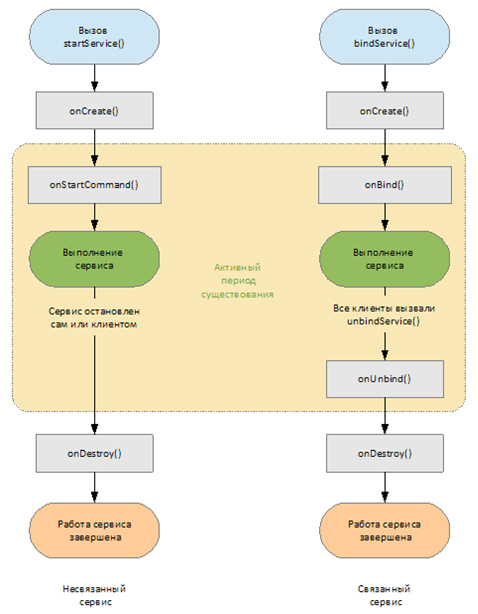 Вызов
startService()
onCreate()
onStartCommand()
Выполнение
сервиса
Сервис остановлен
сам или клиентом
onDestroy()
Работа сервиса
завершена
Несвязанный
сервис
Активный
период
существования
Вызов
bindService()
onCreate()
onBind()
Выполнение
сервиса
Все клиенты вызвали
unbindService()
onUnbind()
onDestroy()
Работа сервиса
завершена
Связанный
сервис